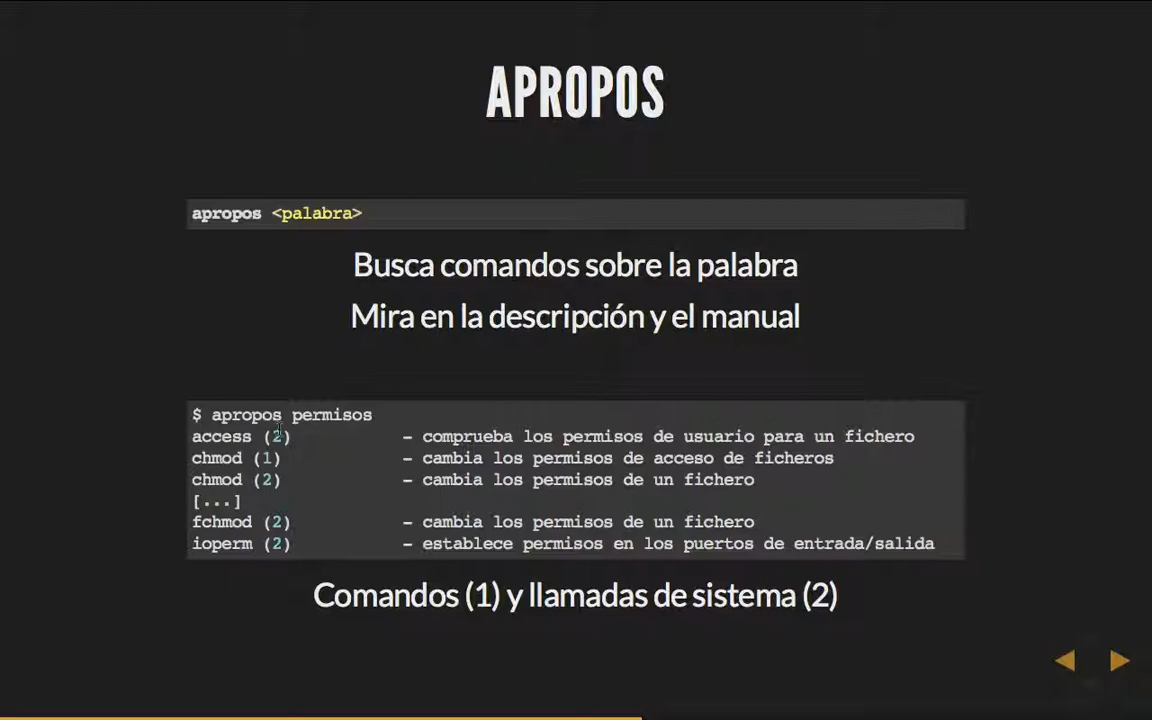 APROPOS
apropos <palabra>
Busca comandos sobre la palabra
Mira en la descripción y el manual
$ apropos permisos
access (2) - comprueba los permisos de usuario para un fichero
chmod (1) - cambia los permisos de acceso de ficheros
chmod (2) - cambia los permisos de un fichero
[...]
fchmod (2) - cambia los permisos de un fichero
ioperm (2) - establece permisos en los puertos de entrada/salida
Comandos (1) y llamadas de sistema (2)